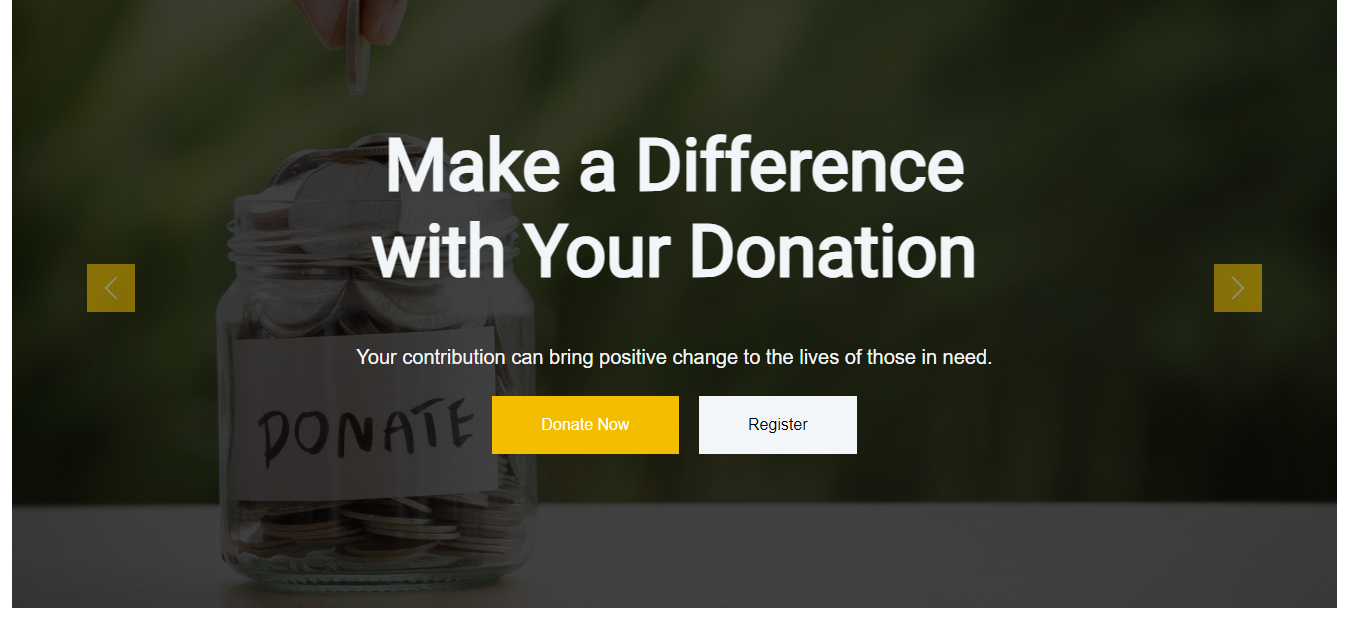 Make a Difference
with Your Donation
Your contribution can bring positive change to the lives of those in need.
Donate Now
Register
DONATE